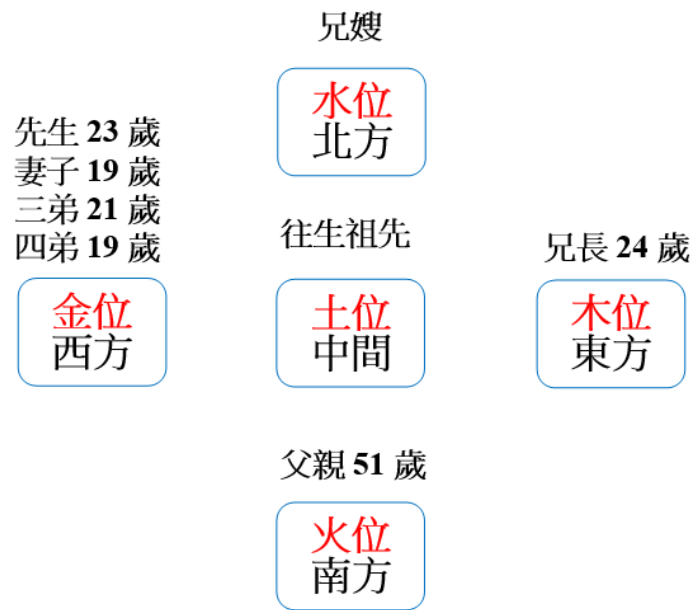 兄嫂
水位
北方
先生 23 歲
妻子 19 歲
三弟 21 歲
四弟 19 歲
金位
西方
往生祖先
土位
中間
兄長 24 歲
木位
東方
父親 51 歲
火位
南方